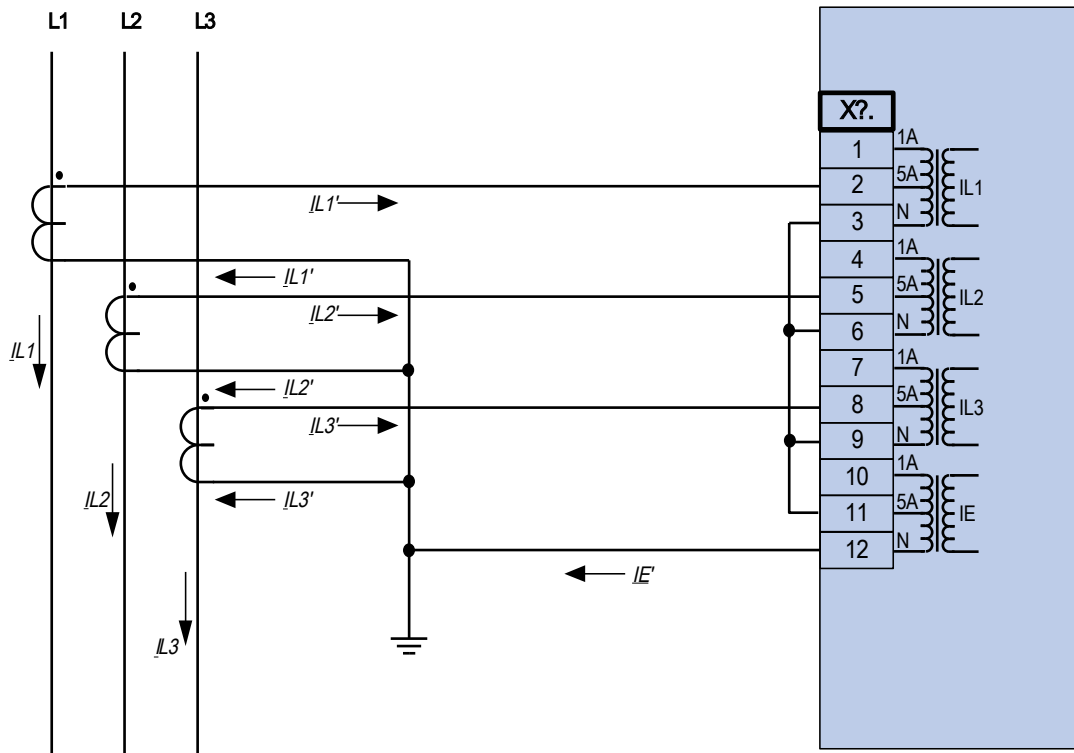 L1 L2 L3
X?.
1 1A
2 5A IL1
3 N
4 1A
5 5A IL2
6 N
7 1A
8 5A IL3
9 N
10 1A
11 5A IE
12 N
IL1'
IL1'
IL2'
IL1
IL2'
IL3'
IL2
IL3'
IE'
IL3